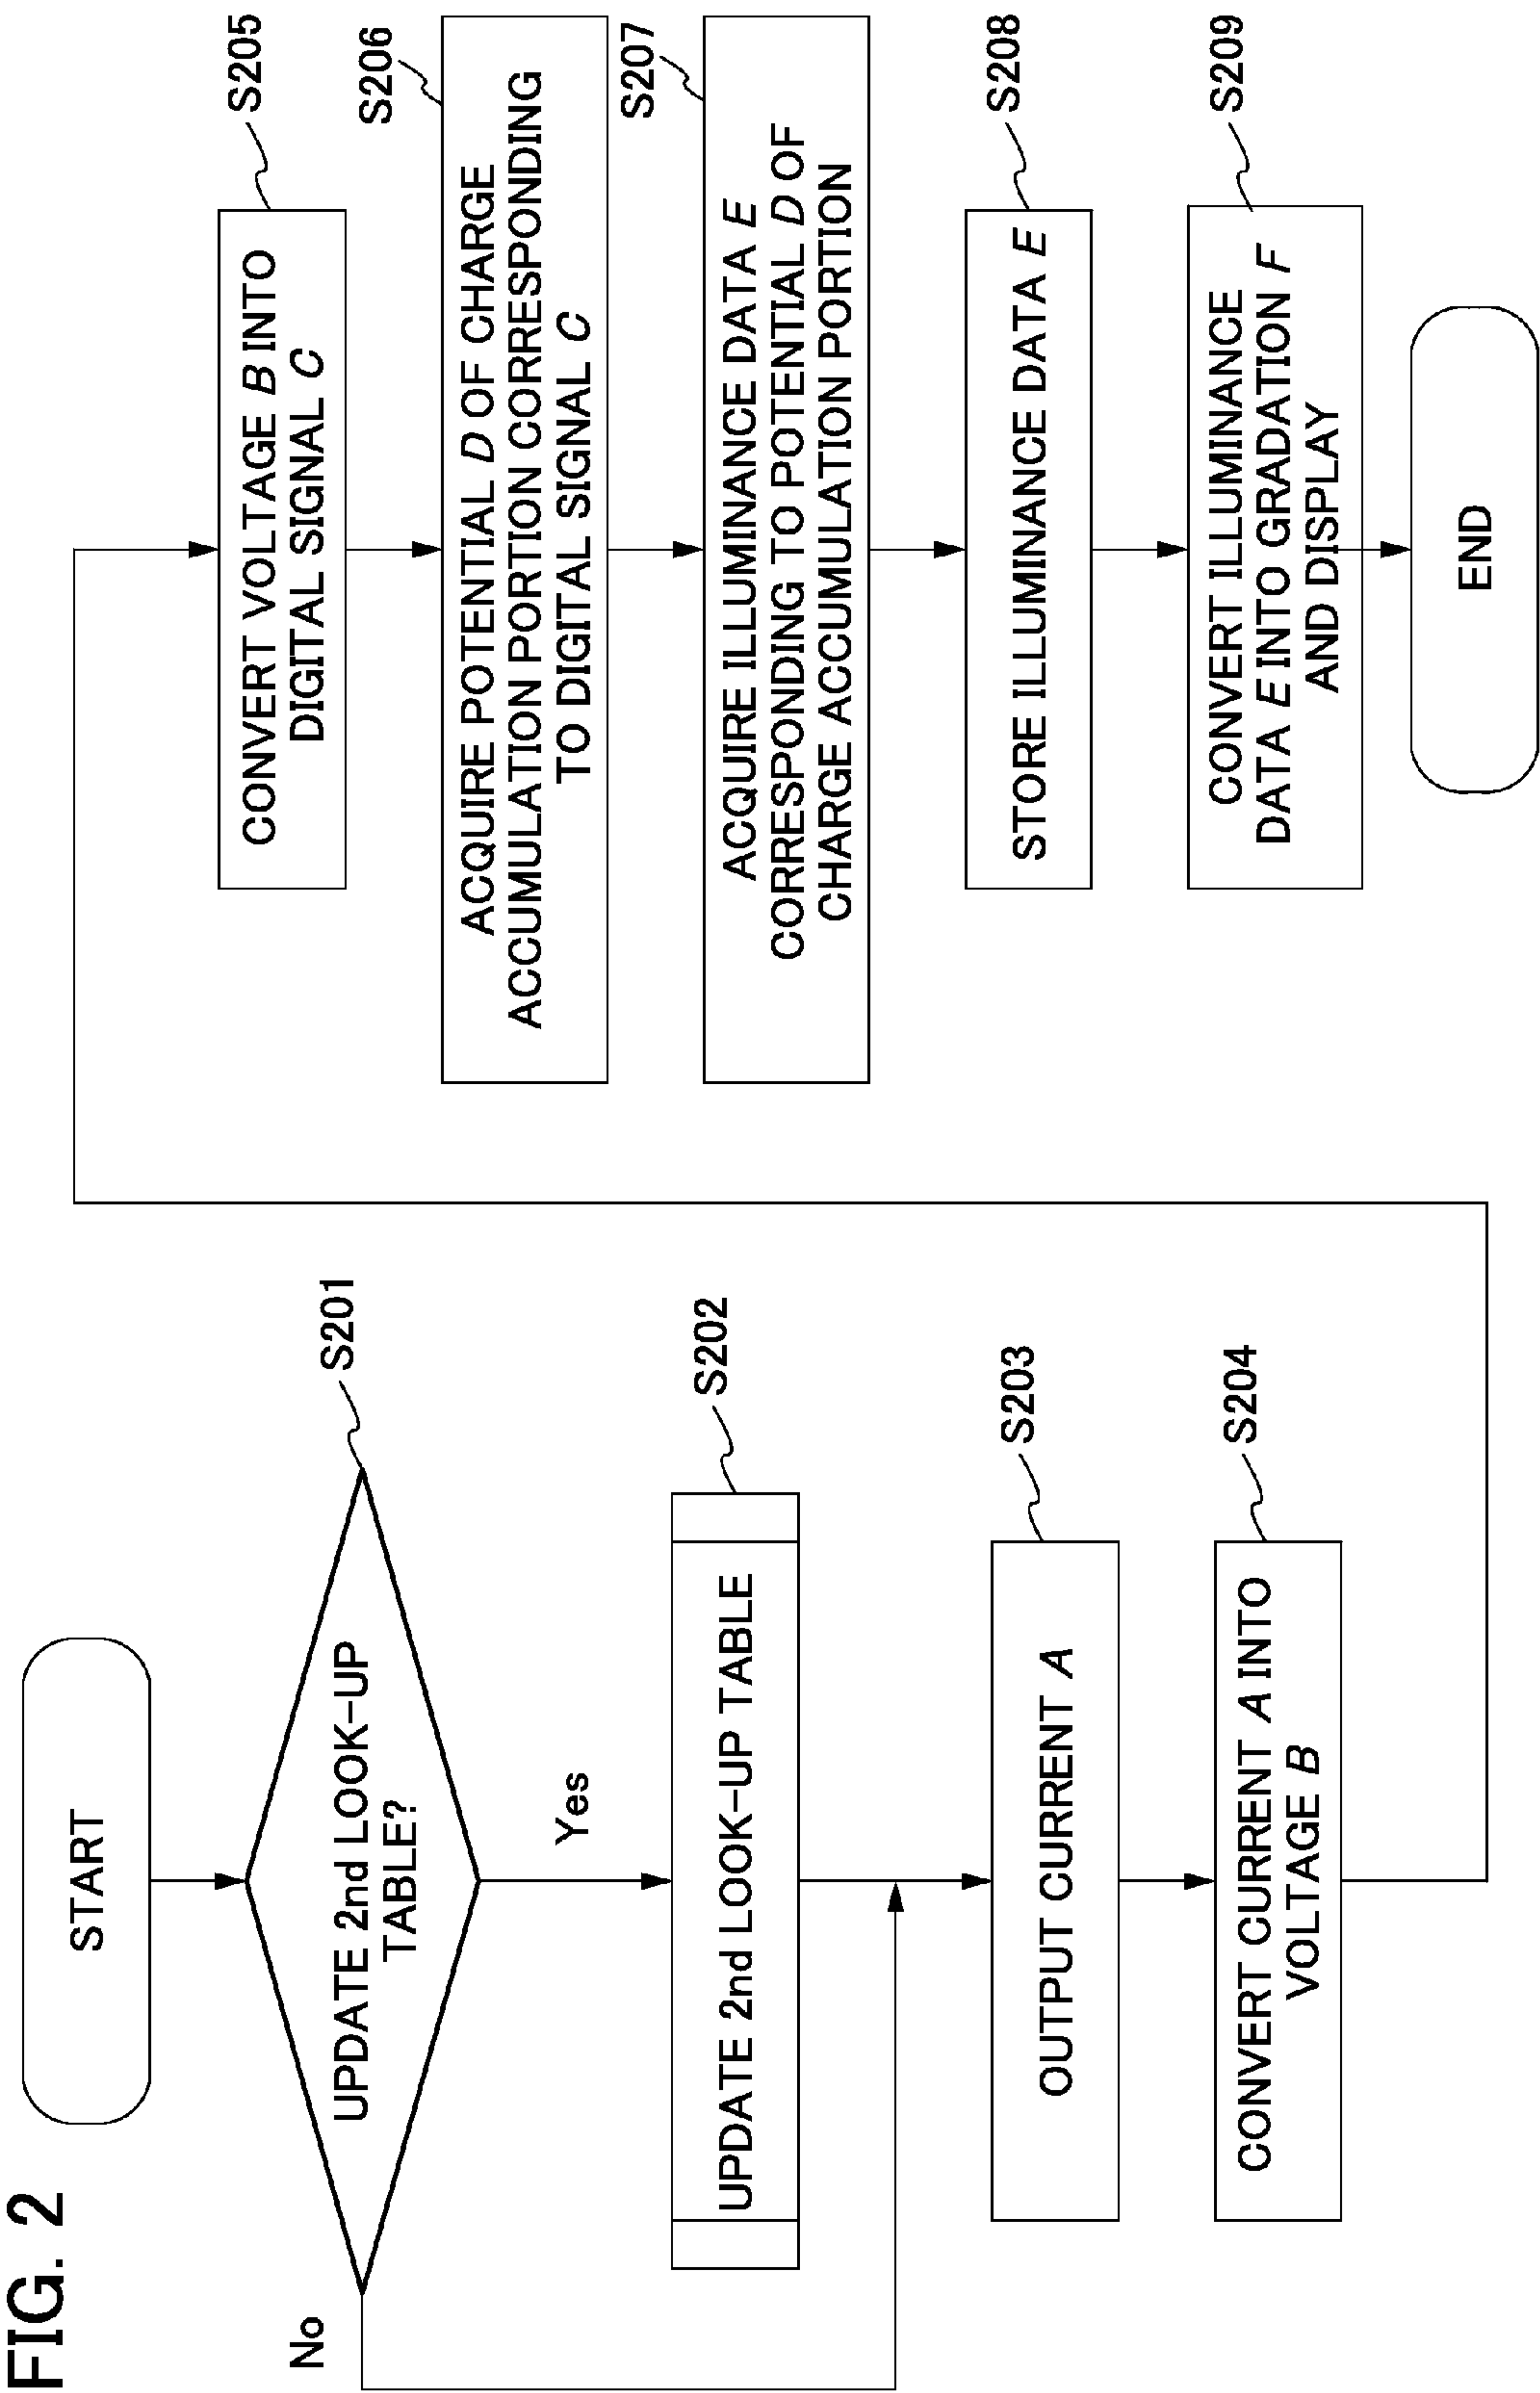 FIG. 2
START
S201
UPDATE 2nd LOOK-UP
TABLE?
No
Yes
S202
UPDATE 2nd LOOK-UP TABLE
S203
OUTPUT CURRENT A
S204
CONVERT CURRENT A INTO
VOLTAGE B
S205
CONVERT VOLTAGE B INTO
DIGITAL SIGNAL C
S206
ACQUIRE POTENTIAL D OF CHARGE
ACCUMULATION PORTION CORRESPONDING
TO DIGITAL SIGNAL C
S207
ACQUIRE ILLUMINANCE DATA E
CORRESPONDING TO POTENTIAL D OF
CHARGE ACCUMULATION PORTION
S208
STORE ILLUMINANCE DATA E
S209
CONVERT ILLUMINANCE
DATA E INTO GRADATION F
AND DISPLAY
END